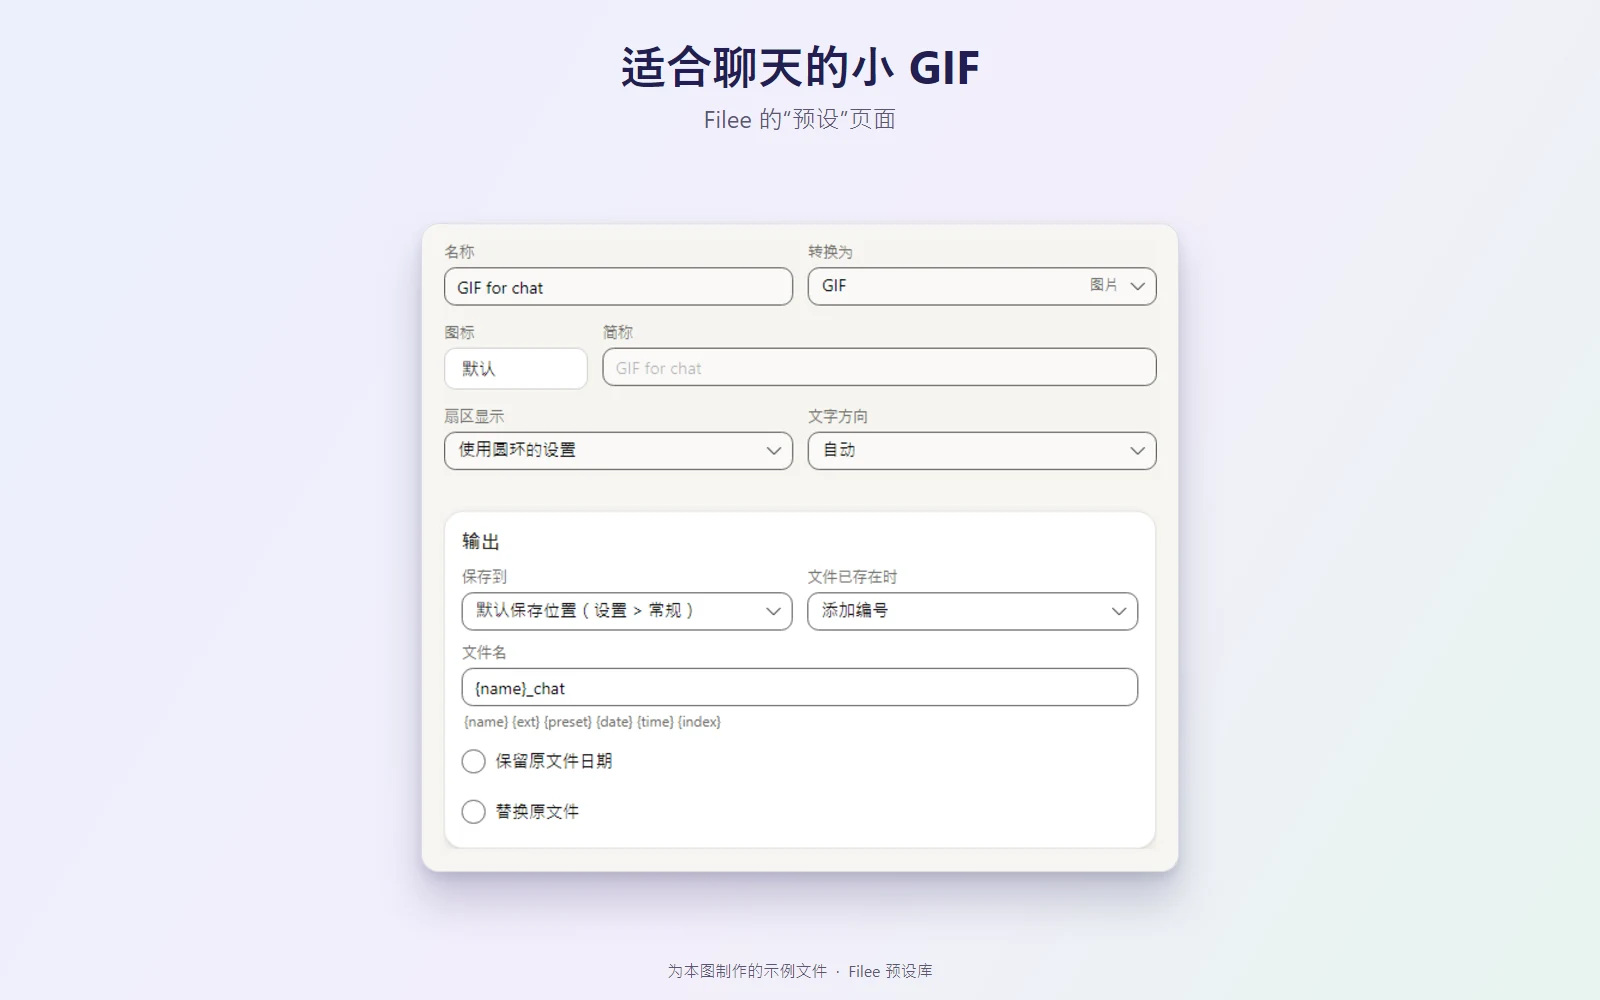 适合聊天的小 GIF
Filee 的“预设”页面
名称
转换为
GIF for chat
GIF 图片
图标
简称
默认
GIF for chat
扇区显示
文字方向
使用圆环的设置
自动
输出
保存到
文件已存在时
默认保存位置（设置 > 常规）
添加编号
文件名
{name}_chat
{name} {ext} {preset} {date} {time} {index}
保留原文件日期
替换原文件
为本图制作的示例文件 · Filee 预设库